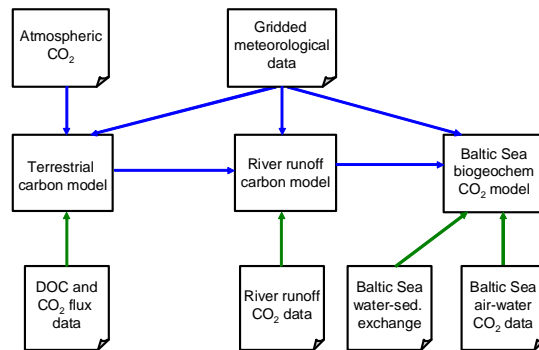 Atmospheric
CO₂
Gridded
meteorological
data
Terrestrial
carbon model
River runoff
carbon model
Baltic Sea
biogeochem
CO₂ model
DOC and
CO₂ flux
data
River runoff
CO₂ data
Baltic Sea
water-sed.
exchange
Baltic Sea
air-water
CO₂ data